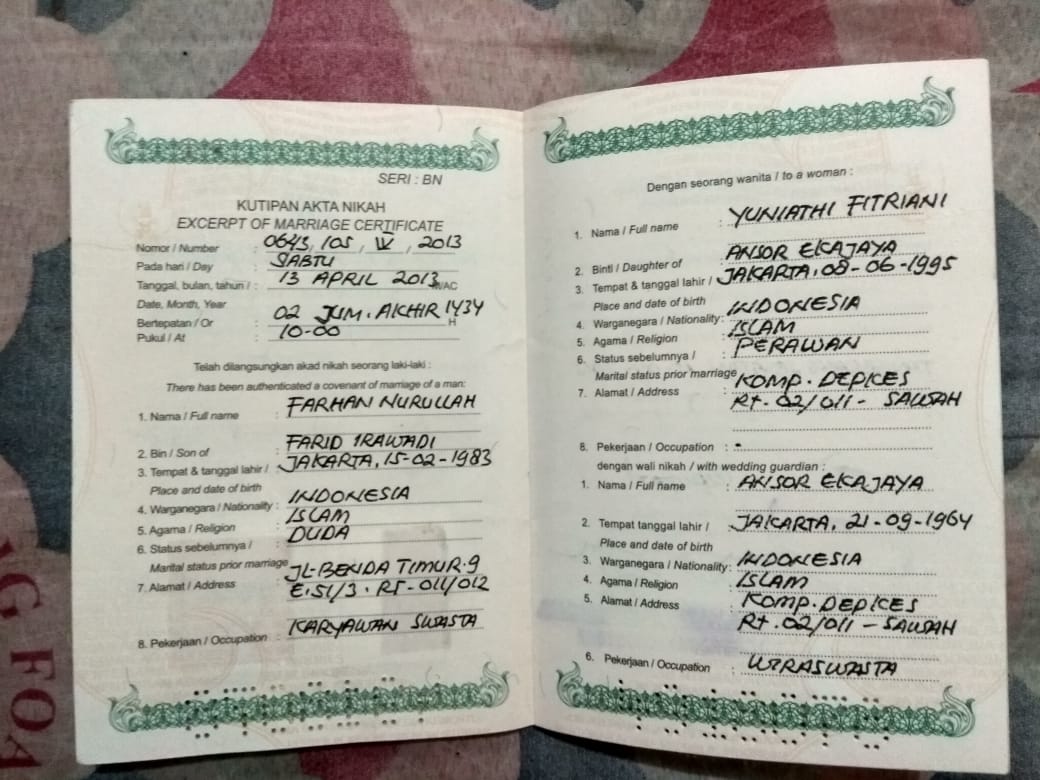 SERI : BN
KUTIPAN AKTA NIKAH
EXCERPT OF MARRIAGE CERTIFICATE
Nomor / Number : 0643, 105, IV, 2013
Pada hari / Day : SABTU
Tanggal, bulan, tahun / : 13 APRIL 2013 M/AC
Date, Month, Year
Bertepatan / Or : 02 JUM. AKHIR 1434 H
Pukul / At : 10-00
Telah dilangsungkan akad nikah seorang laki-laki :
There has been authenticated a covenant of marriage of a man:
1. Nama / Full name : FARHAN NURULLAH
2. Bin / Son of : FARID IRAWADI
3. Tempat & tanggal lahir / : JAKARTA, 15-02-1983
Place and date of birth
4. Warganegara / Nationality : INDONESIA
5. Agama / Religion : ISLAM
6. Status sebelumnya / : DUDA
Marital status prior marriage
7. Alamat / Address : JL. BENDA TIMUR. 9
E.51/3. RT-011/012
8. Pekerjaan / Occupation : KARYAWAN SWASTA
Dengan seorang wanita / to a woman :
1. Nama / Full name : YUNIATHI FITRIANI
2. Binti / Daughter of : ANSOR EKAJAYA
3. Tempat & tanggal lahir / : JAKARTA, 08-06-1995
Place and date of birth
4. Warganegara / Nationality: INDONESIA
5. Agama / Religion : ISLAM
6. Status sebelumnya / : PERAWAN
Marital status prior marriage
7. Alamat / Address : KOMP. DEPKES
Rt. 02/011 - SAWAH
8. Pekerjaan / Occupation : -
dengan wali nikah / with wedding guardian :
1. Nama / Full name : ANSOR EKAJAYA
2. Tempat tanggal lahir / : JAKARTA, 21-09-1964
Place and date of birth
3. Warganegara / Nationality: INDONESIA
4. Agama / Religion : ISLAM
5. Alamat / Address : KOMP. DEPKES
Rt. 02/011 - SAWAH
6. Pekerjaan / Occupation : WIRASWASTA